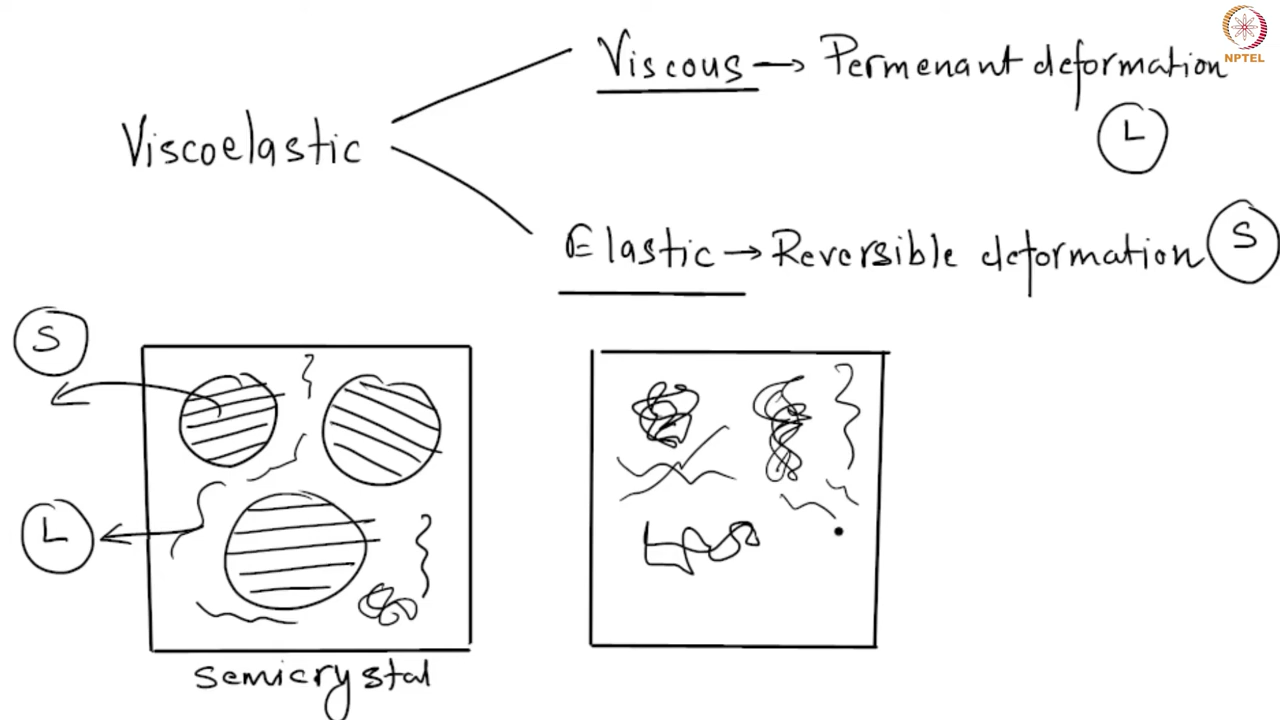 NPTEL
Viscous → Permenant deformation
L
Viscoelastic
Elastic → Reversible deformation S
S
L
semicrystal